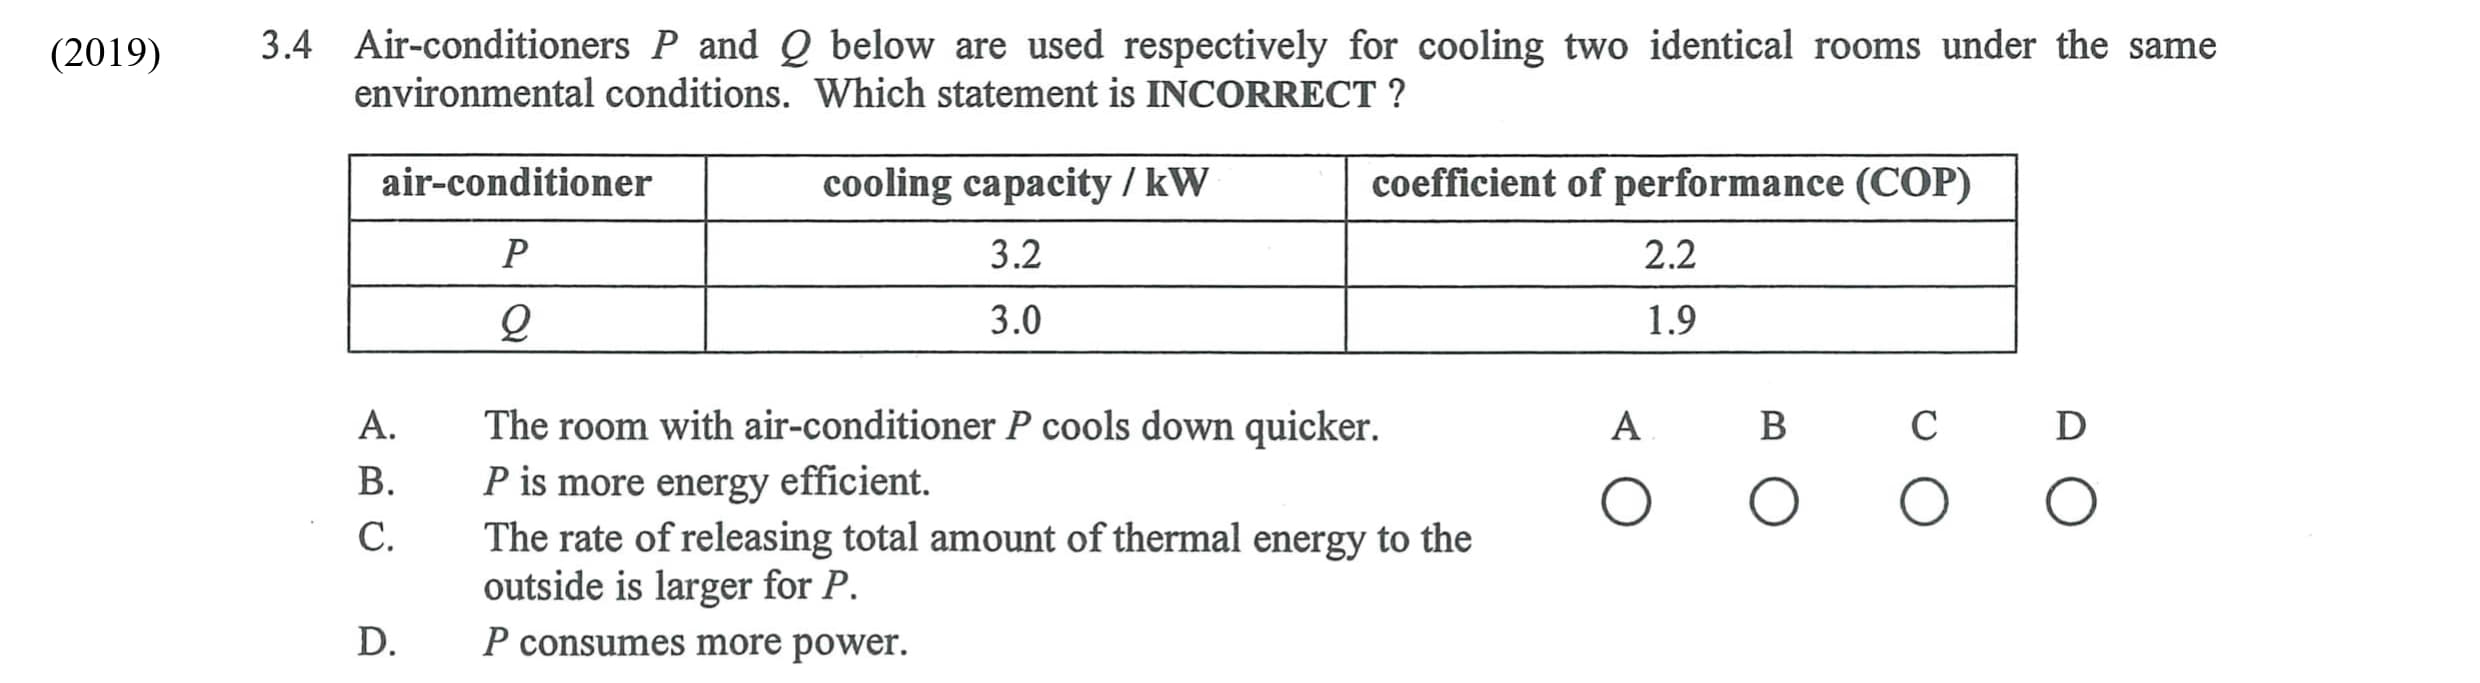 (2019) 3.4 Air-conditioners P and Q below are used respectively for cooling two identical rooms under the same
environmental conditions. Which statement is INCORRECT ?
air-conditioner cooling capacity / kW coefficient of performance (COP)
P 3.2 2.2
Q 3.0 1.9
A. The room with air-conditioner P cools down quicker. A B C D
B. P is more energy efficient.
C. The rate of releasing total amount of thermal energy to the
outside is larger for P.
D. P consumes more power.